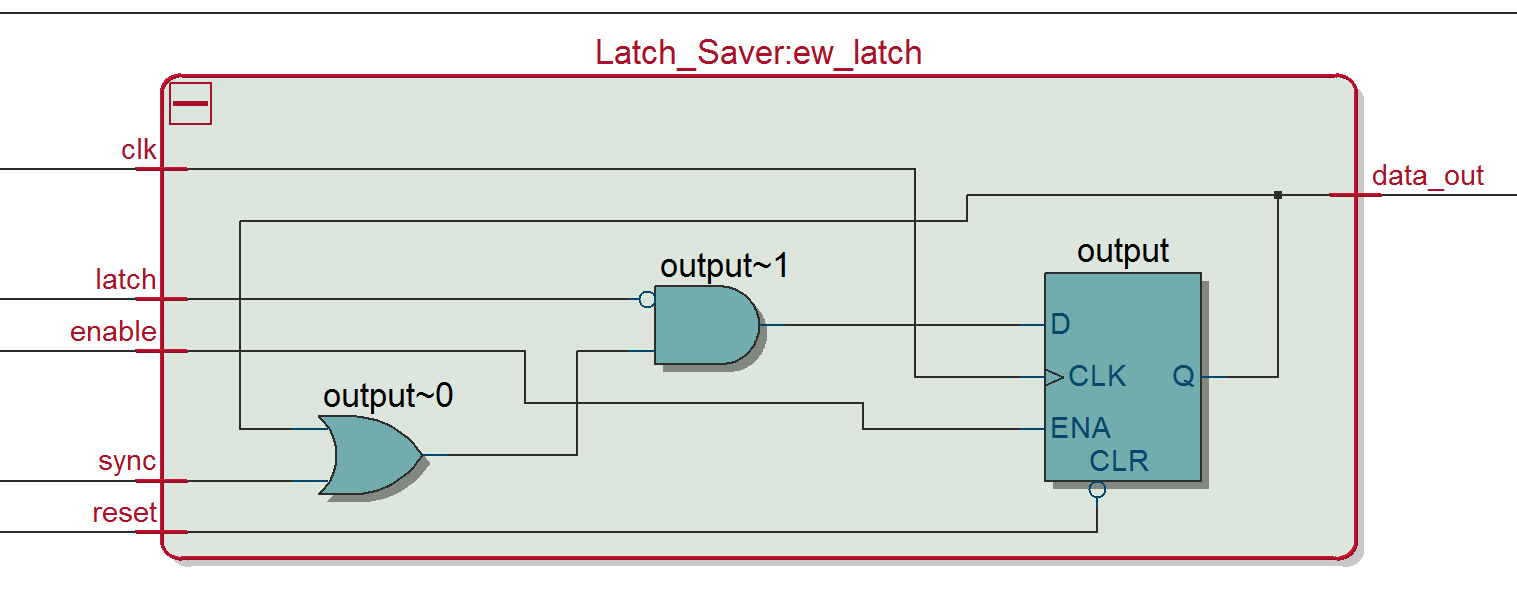 Latch_Saver:ew_latch
clk
data_out
latch
output~1
output
enable
D
CLK
Q
output~0
ENA
sync
CLR
reset